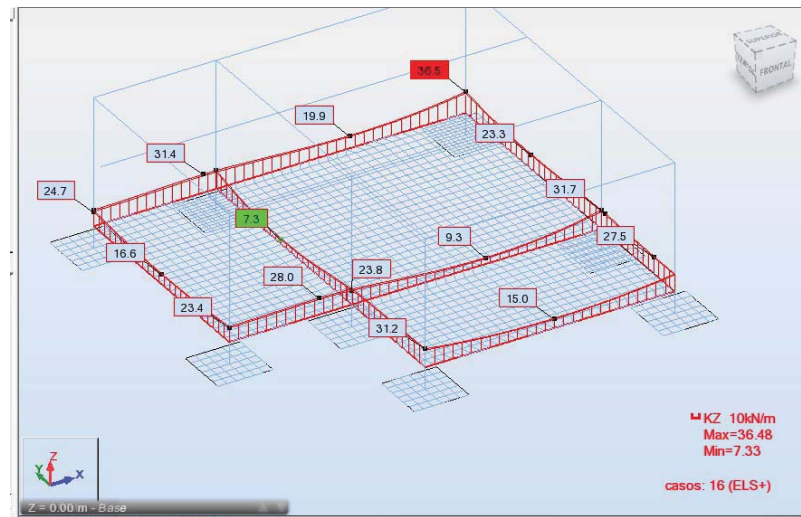 36.5
SUPERIOR
FRONTAL
19.9
23.3
31.4
31.7
24.7
7.3
27.5
9.3
16.6
23.8
28.0
23.4
31.2
15.0
KZ 10kN/m
Max=36.48
Min=7.33
casos: 16 (ELS+)
Z
Y
X
Z = 0.00 m - Base